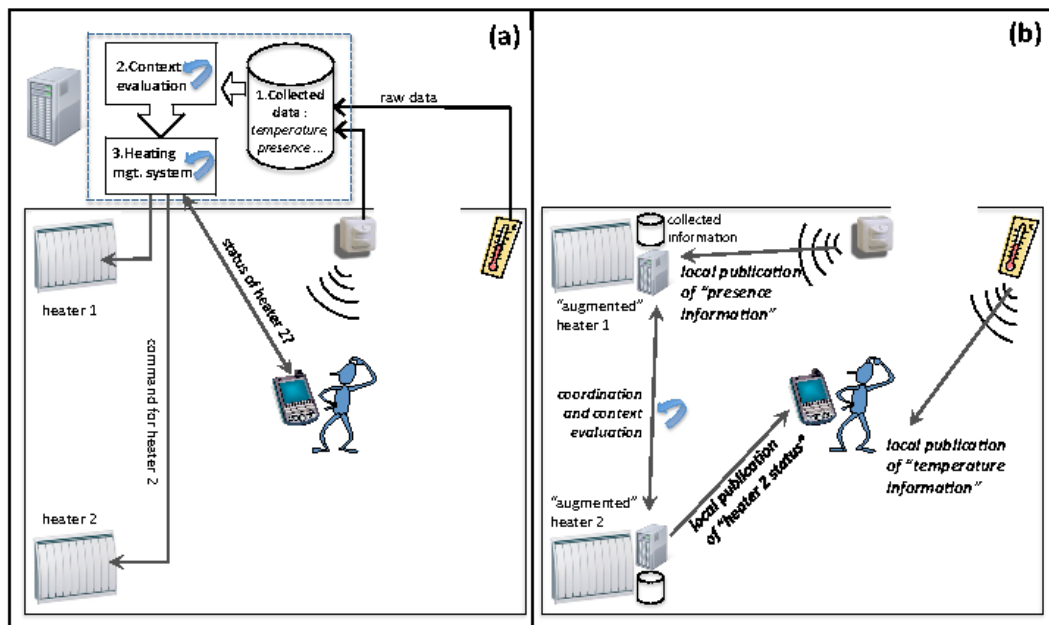 (a)
2.Context
evaluation
1.Collected
data :
temperature,
presence ...
raw data
3.Heating
mgt. system
status of heater 2?
heater 1
command for heater 2
heater 2
(b)
collected
information
local publication
of "presence
information"
"augmented"
heater 1
coordination
and context
evaluation
local publication
of "temperature
information"
local publication
of "heater 2 status"
"augmented"
heater 2